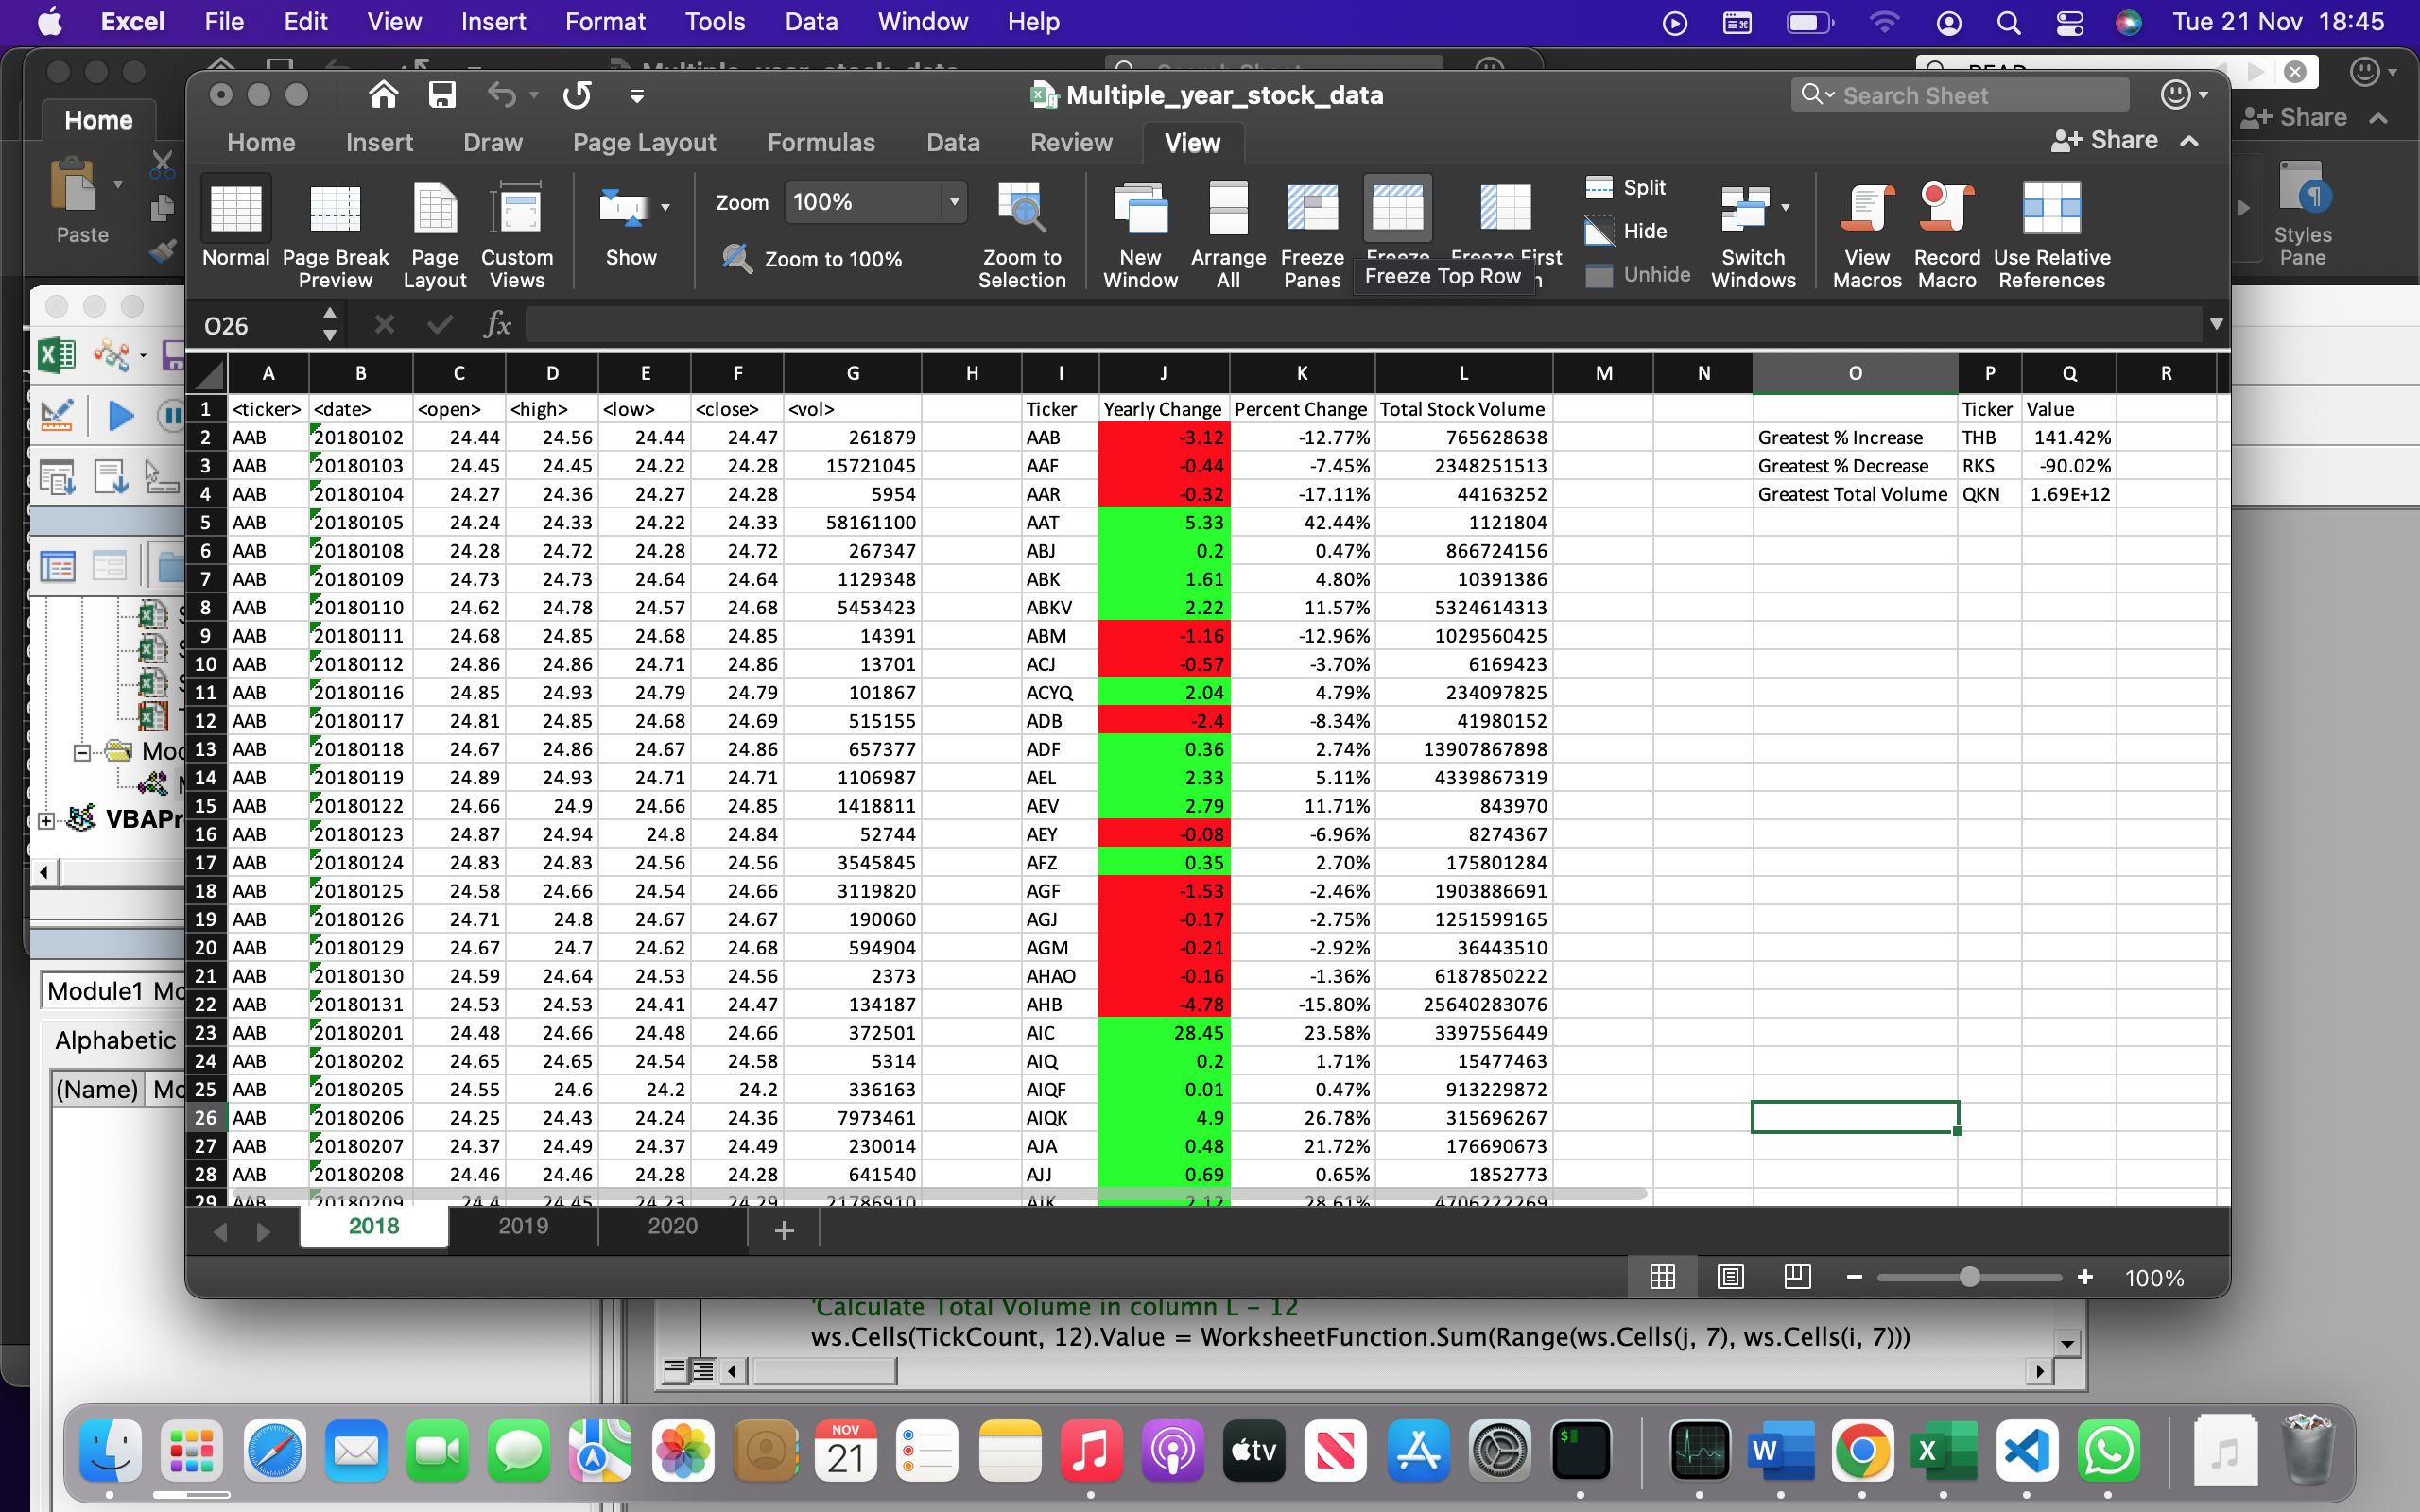 Excel File Edit View Insert Format Tools Data Window Help Tue 21 Nov 18:45
Multiple_year_stock_data Search Sheet
Home Share
Home Insert Draw Page Layout Formulas Data Review View Share
Paste
Normal Page Break Preview Page Layout Custom Views Show Zoom 100% Zoom to 100% Zoom to Selection New Window Arrange All Freeze Panes Freeze Freeze First Split Hide Unhide Switch Windows View Macros Record Macro Use Relative References
Freeze Top Row
Styles Pane
O26 fx
A B C D E F G H I J K L M N O P Q R
1 <ticker> <date> <open> <high> <low> <close> <vol> Ticker Yearly Change Percent Change Total Stock Volume Ticker Value
2 AAB 20180102 24.44 24.56 24.44 24.47 261879 AAB -3.12 -12.77% 765628638 Greatest % Increase THB 141.42%
3 AAB 20180103 24.45 24.45 24.22 24.28 15721045 AAF -0.44 -7.45% 2348251513 Greatest % Decrease RKS -90.02%
4 AAB 20180104 24.27 24.36 24.27 24.28 5954 AAR -0.32 -17.11% 44163252 Greatest Total Volume QKN 1.69E+12
5 AAB 20180105 24.24 24.33 24.22 24.33 58161100 AAT 5.33 42.44% 1121804
6 AAB 20180108 24.28 24.72 24.28 24.72 267347 ABJ 0.2 0.47% 866724156
7 AAB 20180109 24.73 24.73 24.64 24.64 1129348 ABK 1.61 4.80% 10391386
8 AAB 20180110 24.62 24.78 24.57 24.68 5453423 ABKV 2.22 11.57% 5324614313
9 AAB 20180111 24.68 24.85 24.68 24.85 14391 ABM -1.16 -12.96% 1029560425
10 AAB 20180112 24.86 24.86 24.71 24.86 13701 ACJ -0.57 -3.70% 6169423
11 AAB 20180116 24.85 24.93 24.79 24.79 101867 ACYQ 2.04 4.79% 234097825
12 AAB 20180117 24.81 24.85 24.68 24.69 515155 ADB -2.4 -8.34% 41980152
13 AAB 20180118 24.67 24.86 24.67 24.86 657377 ADF 0.36 2.74% 13907867898
14 AAB 20180119 24.89 24.93 24.71 24.71 1106987 AEL 2.33 5.11% 4339867319
15 AAB 20180122 24.66 24.9 24.66 24.85 1418811 AEV 2.79 11.71% 843970
16 AAB 20180123 24.87 24.94 24.8 24.84 52744 AEY -0.08 -6.96% 8274367
17 AAB 20180124 24.83 24.83 24.56 24.56 3545845 AFZ 0.35 2.70% 175801284
18 AAB 20180125 24.58 24.66 24.54 24.66 3119820 AGF -1.53 -2.46% 1903886691
19 AAB 20180126 24.71 24.8 24.67 24.67 190060 AGJ -0.17 -2.75% 1251599165
20 AAB 20180129 24.67 24.7 24.62 24.68 594904 AGM -0.21 -2.92% 36443510
21 AAB 20180130 24.59 24.64 24.53 24.56 2373 AHAO -0.16 -1.36% 6187850222
22 AAB 20180131 24.53 24.53 24.41 24.47 134187 AHB -4.78 -15.80% 25640283076
23 AAB 20180201 24.48 24.66 24.48 24.66 372501 AIC 28.45 23.58% 3397556449
24 AAB 20180202 24.65 24.65 24.54 24.58 5314 AIQ 0.2 1.71% 15477463
25 AAB 20180205 24.55 24.6 24.2 24.2 336163 AIQF 0.01 0.47% 913229872
26 AAB 20180206 24.25 24.43 24.24 24.36 7973461 AIQK 4.9 26.78% 315696267
27 AAB 20180207 24.37 24.49 24.37 24.49 230014 AJA 0.48 21.72% 176690673
28 AAB 20180208 24.46 24.46 24.28 24.28 641540 AJJ 0.69 0.65% 1852773
29 AAB 20180209 24.4 24.45 24.23 24.29 21786910 AJK 2.12 28.61% 4706222269
2018 2019 2020
100%
VBAPr
Module1 Mo
Alphabetic
(Name)
'Calculate Total Volume in column L - 12
ws.Cells(TickCount, 12).Value = WorksheetFunction.Sum(Range(ws.Cells(j, 7), ws.Cells(i, 7)))
NOV
21
tv
W
X